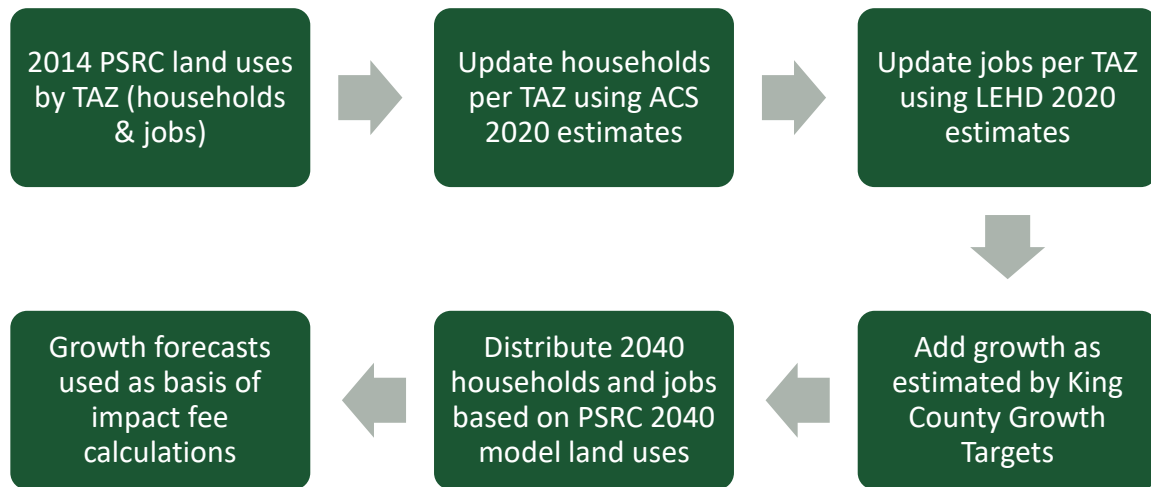 2014 PSRC land uses
by TAZ (households
& jobs)
Update households
per TAZ using ACS
2020 estimates
Update jobs per TAZ
using LEHD 2020
estimates
Add growth as
estimated by King
County Growth
Targets
Distribute 2040
households and jobs
based on PSRC 2040
model land uses
Growth forecasts
used as basis of
impact fee
calculations